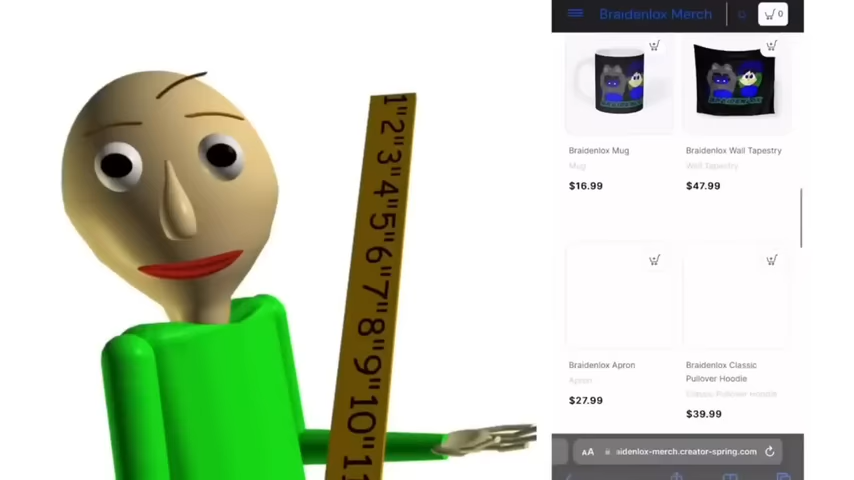 1"2"3"4"5"6"7"8"9"10"1
Braidenlox Merch
0
Braidenlox Mug
Braidenlox Wall Tapestry
Mug
Wall Tapestry
$16.99
$47.99
Braidenlox Apron
Braidenlox Classic
Pullover Hoodie
Apron
Classic Pullover Hoodie
$27.99
$39.99
AA
aidenlox-merch.creator-spring.com